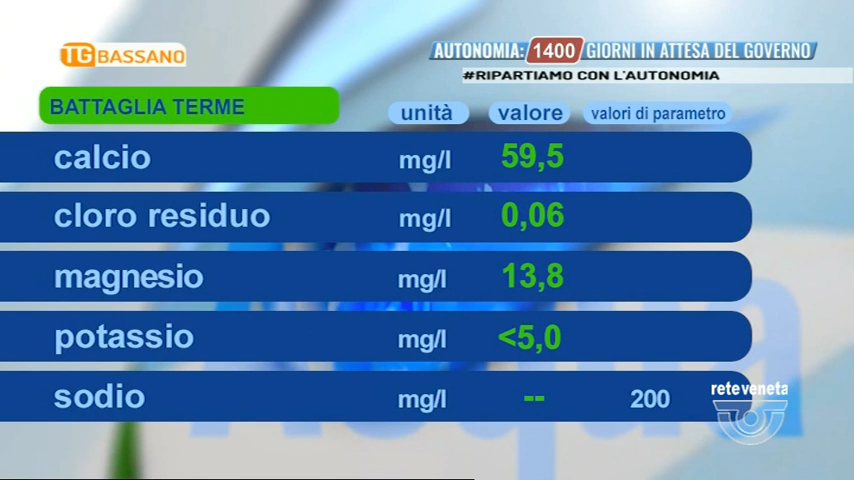 TG BASSANO
AUTONOMIA: 1400 GIORNI IN ATTESA DEL GOVERNO
#RIPARTIAMO CON L'AUTONOMIA
BATTAGLIA TERME unità valore valori di parametro
calcio mg/l 59,5
cloro residuo mg/l 0,06
magnesio mg/l 13,8
potassio mg/l <5,0
sodio mg/l -- 200
reteveneta
Acqua